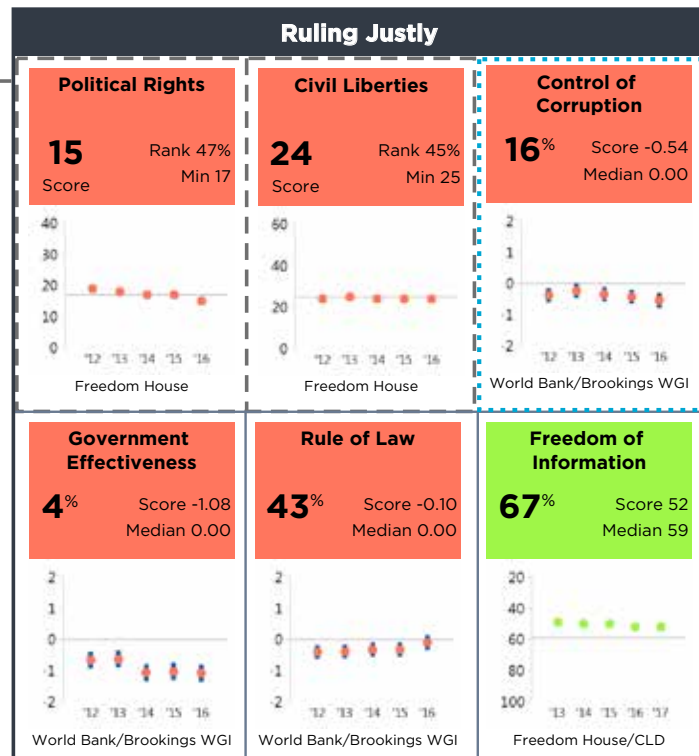 Ruling Justly
Political Rights
15
Score
Rank 47%
Min 17
40
30
20
10
0
'12 '13 '14 '15 '16
Freedom House
Civil Liberties
24
Score
Rank 45%
Min 25
60
40
20
0
'12 '13 '14 '15 '16
Freedom House
Control of
Corruption
16%
Score -0.54
Median 0.00
2
1
0
-1
-2
'12 '13 '14 '15 '16
World Bank/Brookings WGI
Government
Effectiveness
4%
Score -1.08
Median 0.00
2
1
0
-1
-2
'12 '13 '14 '15 '16
World Bank/Brookings WGI
Rule of Law
43%
Score -0.10
Median 0.00
2
1
0
-1
-2
'12 '13 '14 '15 '16
World Bank/Brookings WGI
Freedom of
Information
67%
Score 52
Median 59
20
40
60
80
100
'13 '14 '15 '16 '17
Freedom House/CLD